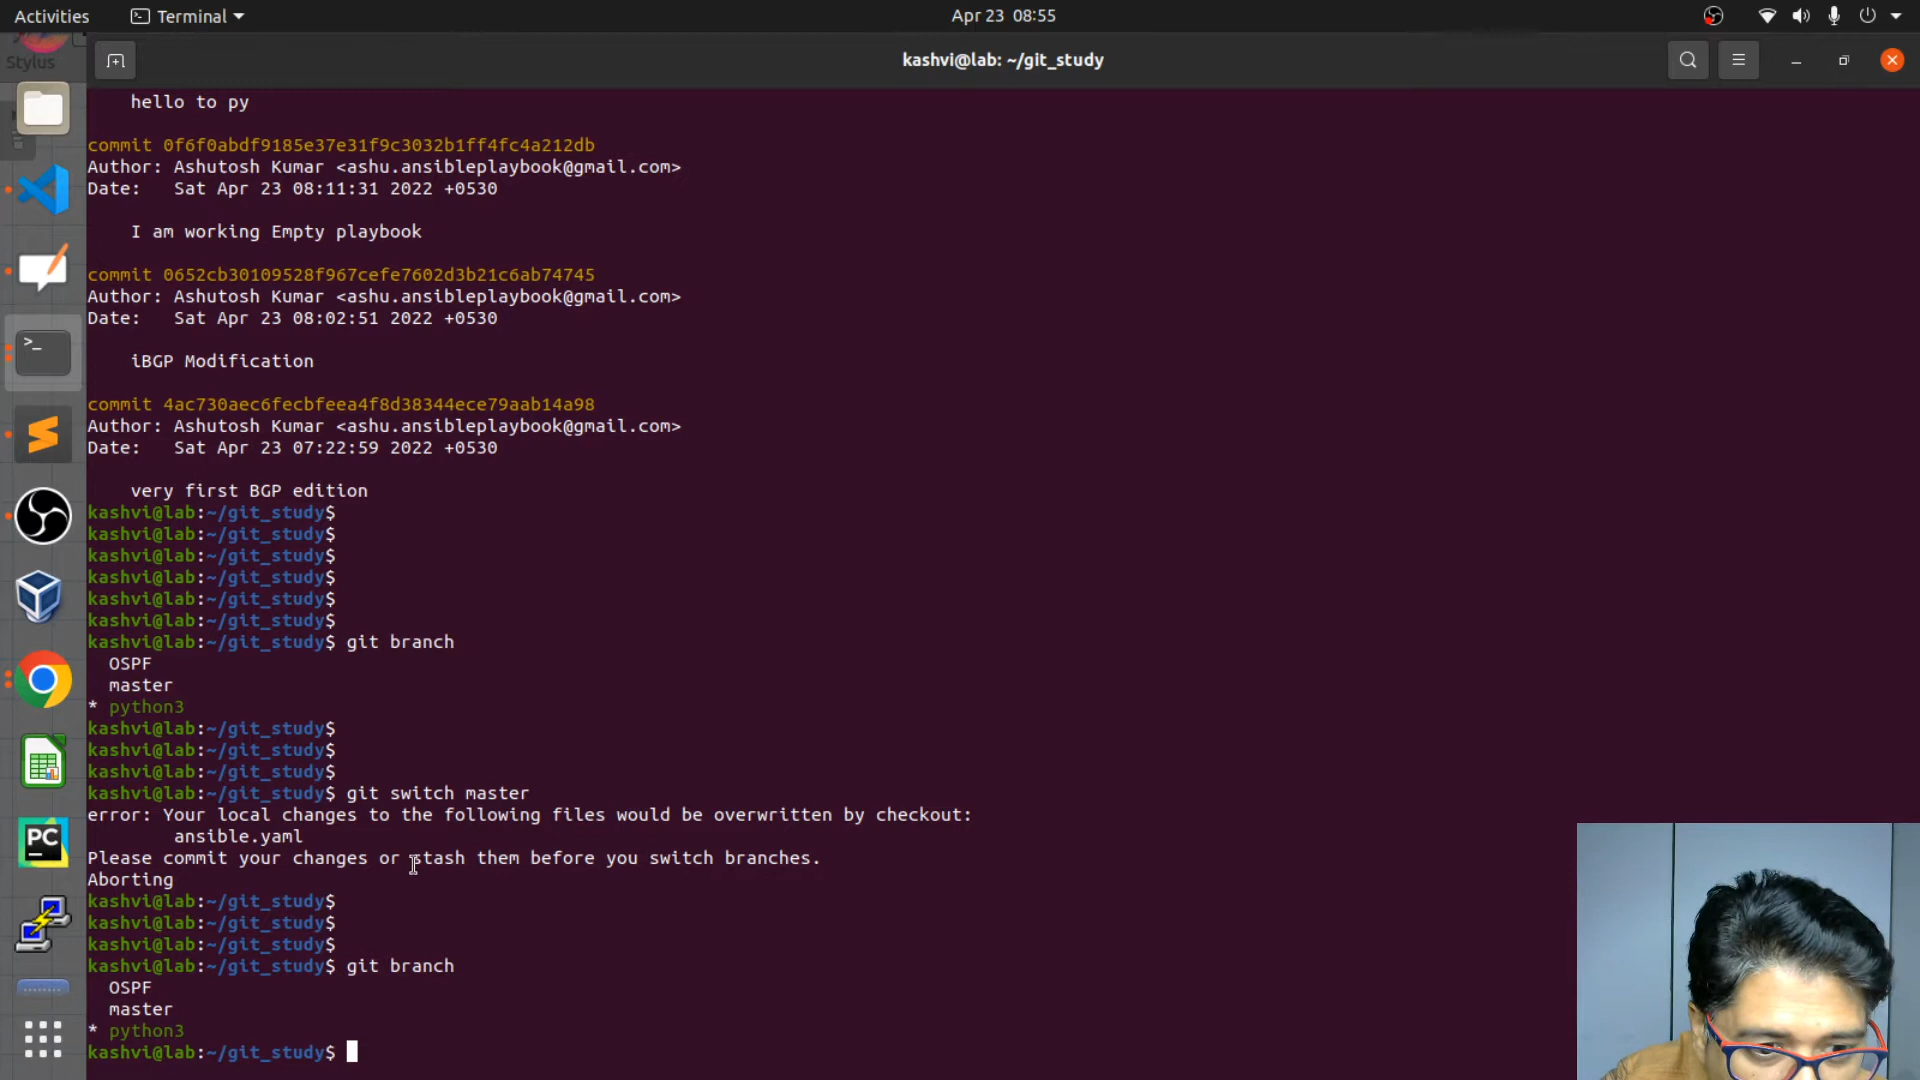 Activities
Terminal
Apr 23 08:55
Stylus
kashvi@lab: ~/git_study
hello to py
commit 0f6f0abdf9185e37e31f9c3032b1ff4fc4a212db
Author: Ashutosh Kumar <ashu.ansibleplaybook@gmail.com>
Date:   Sat Apr 23 08:11:31 2022 +0530
I am working Empty playbook
commit 0652cb30109528f967cefe7602d3b21c6ab74745
Author: Ashutosh Kumar <ashu.ansibleplaybook@gmail.com>
Date:   Sat Apr 23 08:02:51 2022 +0530
iBGP Modification
commit 4ac730aec6fecbfeea4f8d38344ece79aab14a98
Author: Ashutosh Kumar <ashu.ansibleplaybook@gmail.com>
Date:   Sat Apr 23 07:22:59 2022 +0530
very first BGP edition
kashvi@lab:~/git_study$
kashvi@lab:~/git_study$
kashvi@lab:~/git_study$
kashvi@lab:~/git_study$
kashvi@lab:~/git_study$
kashvi@lab:~/git_study$
kashvi@lab:~/git_study$ git branch
OSPF
master
* python3
kashvi@lab:~/git_study$
kashvi@lab:~/git_study$
kashvi@lab:~/git_study$
kashvi@lab:~/git_study$ git switch master
error: Your local changes to the following files would be overwritten by checkout:
ansible.yaml
Please commit your changes or stash them before you switch branches.
Aborting
kashvi@lab:~/git_study$
kashvi@lab:~/git_study$
kashvi@lab:~/git_study$
kashvi@lab:~/git_study$ git branch
OSPF
master
* python3
kashvi@lab:~/git_study$
PC